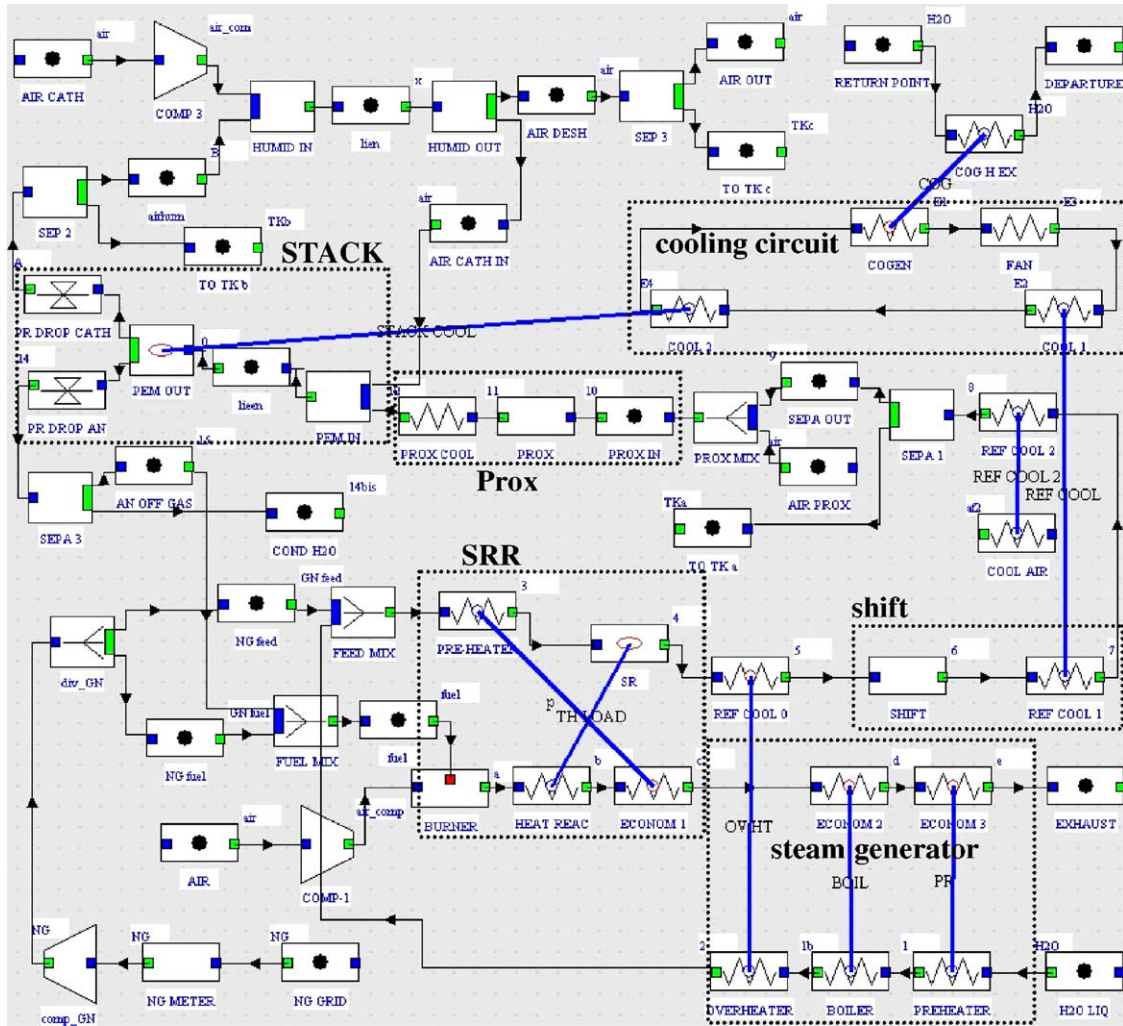 air
air_com
air
H2O
AIR CATH
COMP 3
x
air
AIR OUT
RETURN POINT
DEPARTURE
HUMID IN
lien
HUMID OUT
AIR DESH
SEP 3
TKc
H2O
B
COG H EX
TO TK c
SEP 2
airhum
TKb
air
COG
E1
E3
STACK
AIR CATH IN
cooling circuit
COGEN
FAN
TO TK b
A
E4
E2
PR DROP CATH
STACK COOL
COOL 2
COOL 1
14
0
9
PEM OUT
lieen
11
10
8
SEPA OUT
PR DROP AN
PEM IN
air
PROX COOL
PROX
PROX IN
PROX MIX
SEPA 1
REF COOL 2
Prox
AIR PROX
REF COOL 2
REF COOL
AN OFF GAS
14bis
TKa
af2
SEPA 3
COND H2O
TO TK a
COOL AIR
SRR
GN feed
GN feed
3
4
shift
NG feed
FEED MIX
PRE-HEATER
SR
5
6
7
div_GN
p
TH LOAD
GN fuel
fuel
REF COOL 0
SHIFT
REF COOL 1
NG fuel
FUEL MIX
fuel
a
b
c
d
e
air
air_comp
BURNER
HEAT REAC
ECONOM 1
OVHT
ECONOM 2
ECONOM 3
EXHAUST
steam generator
AIR
COMP-1
BOIL
PR
NG
NG
NG
2
1b
1
H2O
comp_GN
NG METER
NG GRID
OVERHEATER
BOILER
PREHEATER
H2O LIQ